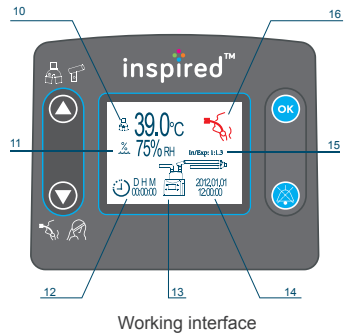 10
16
inspired™
OK
39.0°C
11
%
75% RH
In/Exp: 1:1.3
15
D H M
00:00:00
2012,01,01
12:00:00
12
13
14
Working interface